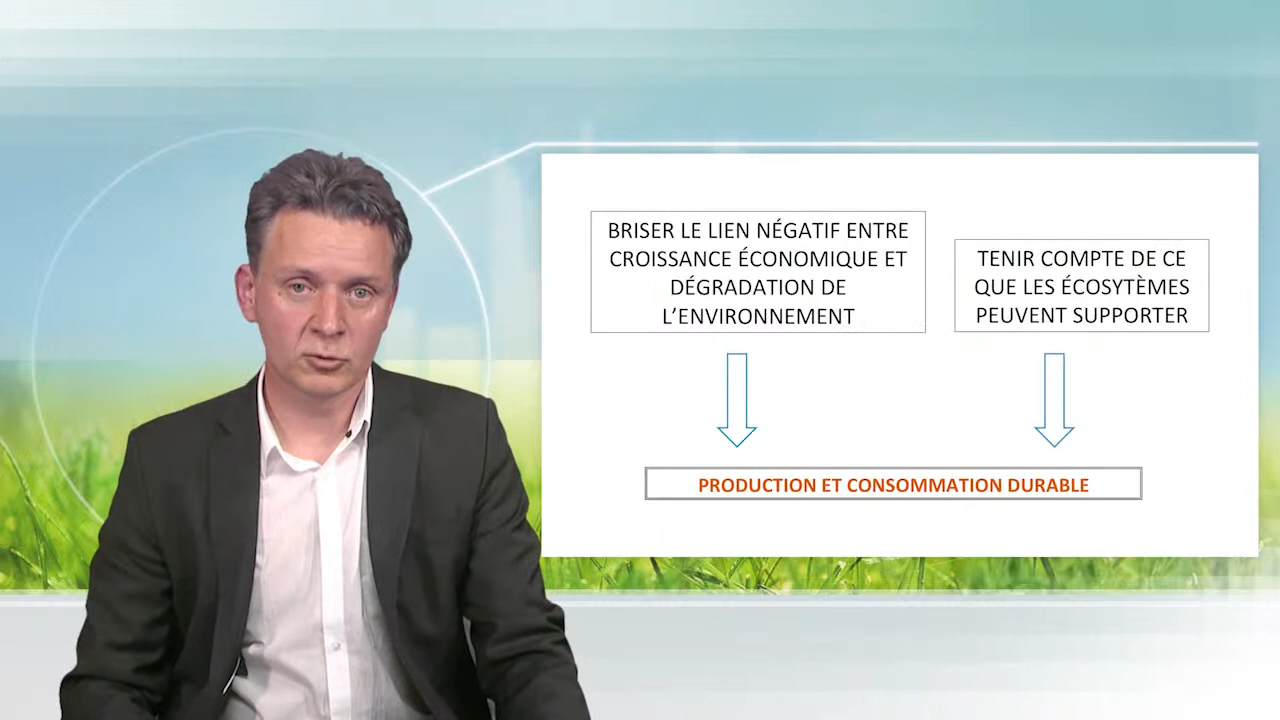 BRISER LE LIEN NÉGATIF ENTRE
CROISSANCE ÉCONOMIQUE ET
DÉGRADATION DE
L’ENVIRONNEMENT
TENIR COMPTE DE CE
QUE LES ÉCOSYTÈMES
PEUVENT SUPPORTER
PRODUCTION ET CONSOMMATION DURABLE